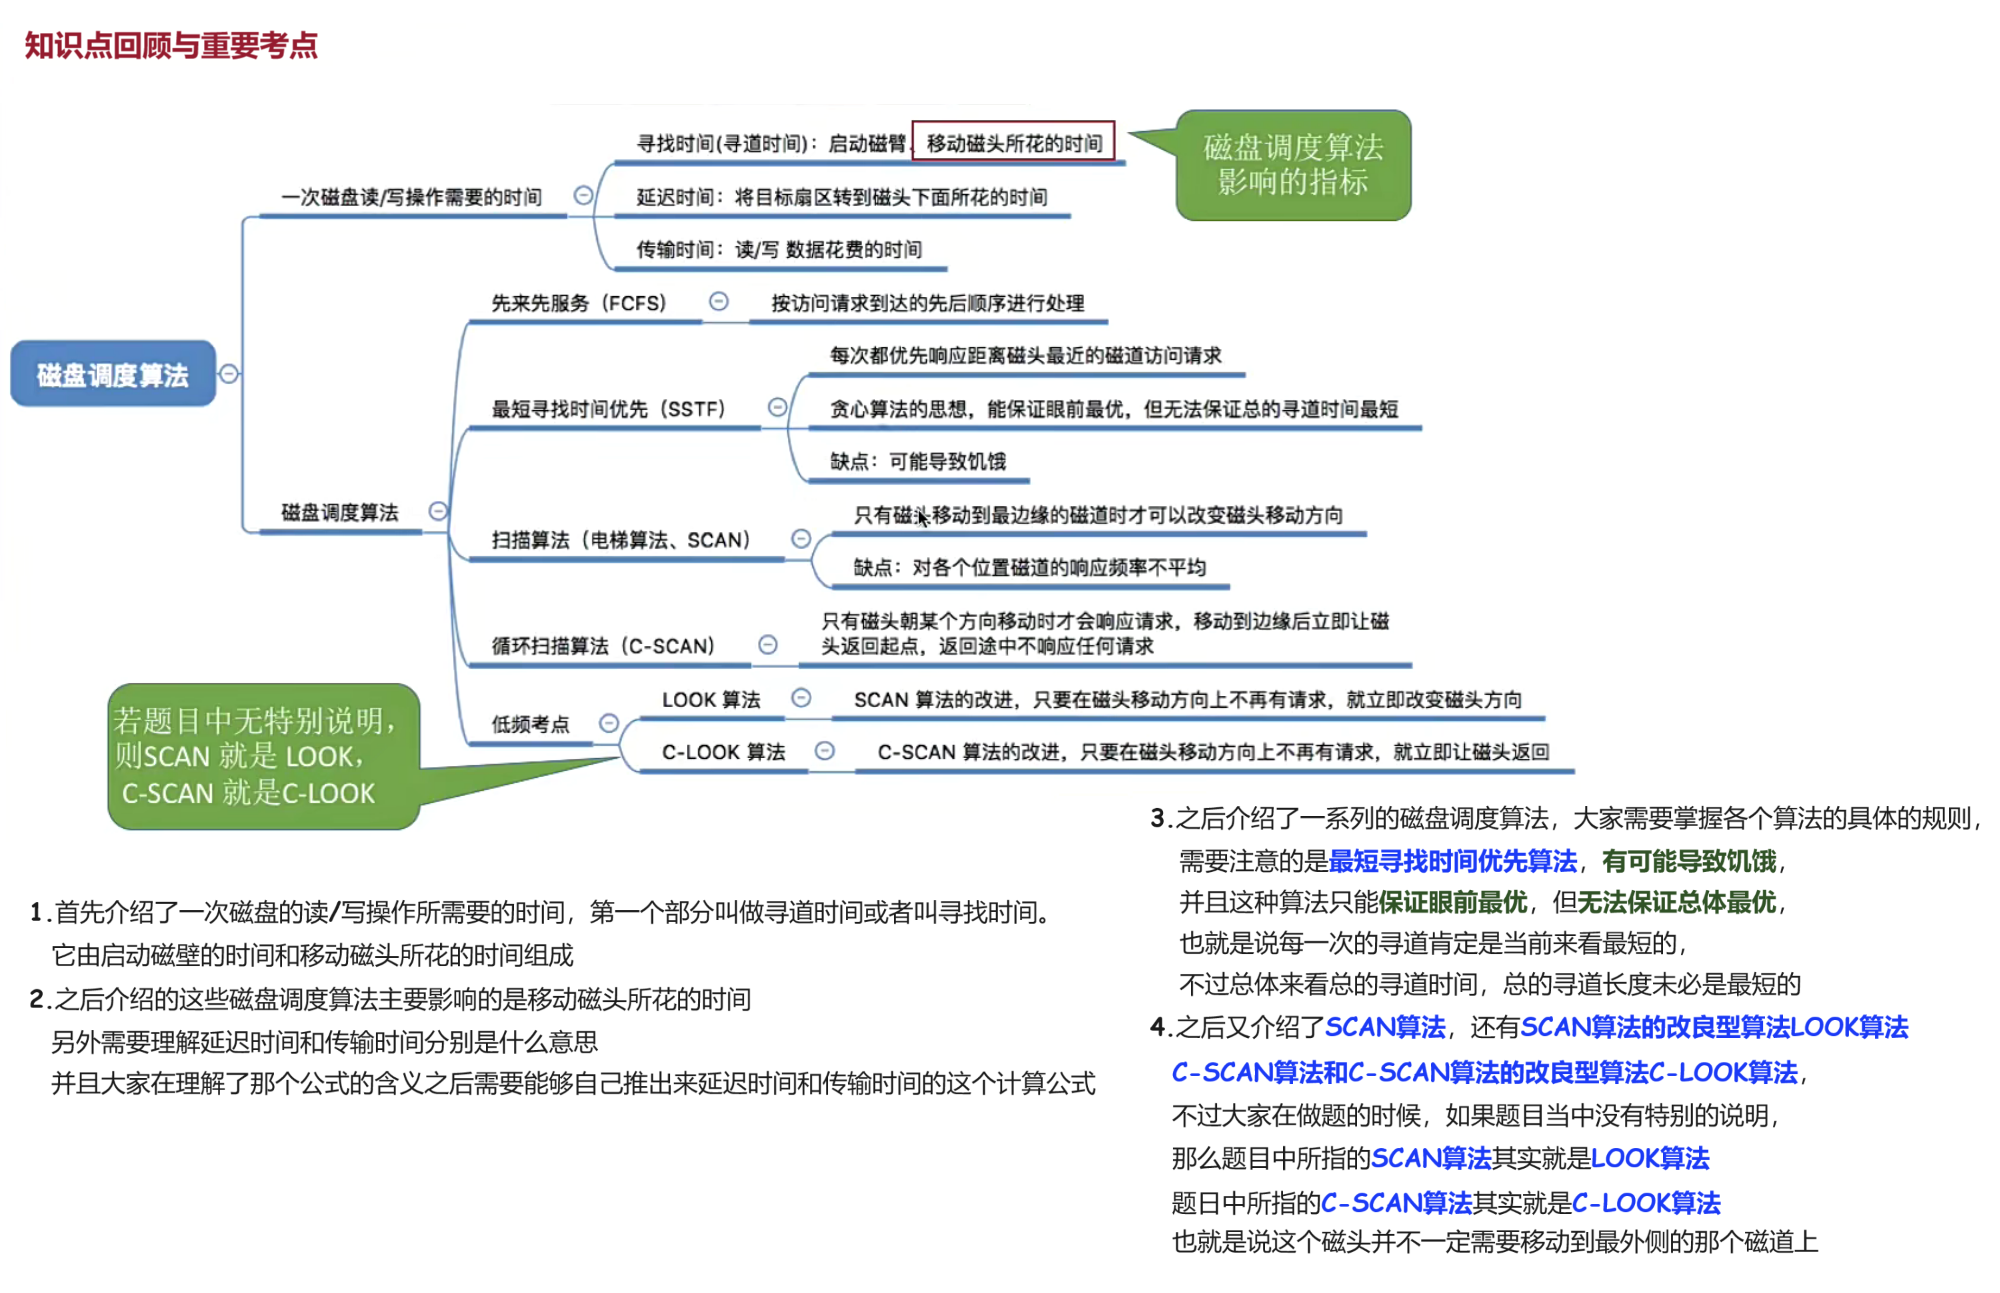 知识点回顾与重要考点
寻找时间(寻道时间)：启动磁臂、移动磁头所花的时间
磁盘调度算法
影响的指标
一次磁盘读/写操作需要的时间
延迟时间：将目标扇区转到磁头下面所花的时间
传输时间：读/写 数据花费的时间
先来先服务（FCFS）
按访问请求到达的先后顺序进行处理
磁盘调度算法
每次都优先响应距离磁头最近的磁道访问请求
最短寻找时间优先（SSTF）
贪心算法的思想，能保证眼前最优，但无法保证总的寻道时间最短
缺点：可能导致饥饿
磁盘调度算法
只有磁头移动到最边缘的磁道时才可以改变磁头移动方向
扫描算法（电梯算法、SCAN）
缺点：对各个位置磁道的响应频率不平均
循环扫描算法（C-SCAN）
只有磁头朝某个方向移动时才会响应请求，移动到边缘后立即让磁
头返回起点，返回途中不响应任何请求
低频考点
LOOK 算法
SCAN 算法的改进，只要在磁头移动方向上不再有请求，就立即改变磁头方向
C-LOOK 算法
C-SCAN 算法的改进，只要在磁头移动方向上不再有请求，就立即让磁头返回
若题目中无特别说明，
则SCAN 就是 LOOK，
C-SCAN 就是C-LOOK
1.首先介绍了一次磁盘的读/写操作所需要的时间，第一个部分叫做寻道时间或者叫寻找时间。
它由启动磁壁的时间和移动磁头所花的时间组成
2.之后介绍的这些磁盘调度算法主要影响的是移动磁头所花的时间
另外需要理解延迟时间和传输时间分别是什么意思
并且大家在理解了那个公式的含义之后需要能够自己推出来延迟时间和传输时间的这个计算公式
3.之后介绍了一系列的磁盘调度算法，大家需要掌握各个算法的具体的规则，
需要注意的是最短寻找时间优先算法，有可能导致饥饿，
并且这种算法只能保证眼前最优，但无法保证总体最优，
也就是说每一次的寻道肯定是当前来看最短的，
不过总体来看总的寻道时间，总的寻道长度未必是最短的
4.之后又介绍了SCAN算法，还有SCAN算法的改良型算法LOOK算法
C-SCAN算法和C-SCAN算法的改良型算法C-LOOK算法，
不过大家在做题的时候，如果题目当中没有特别的说明，
那么题目中所指的SCAN算法其实就是LOOK算法
题日中所指的C-SCAN算法其实就是C-LOOK算法
也就是说这个磁头并不一定需要移动到最外侧的那个磁道上